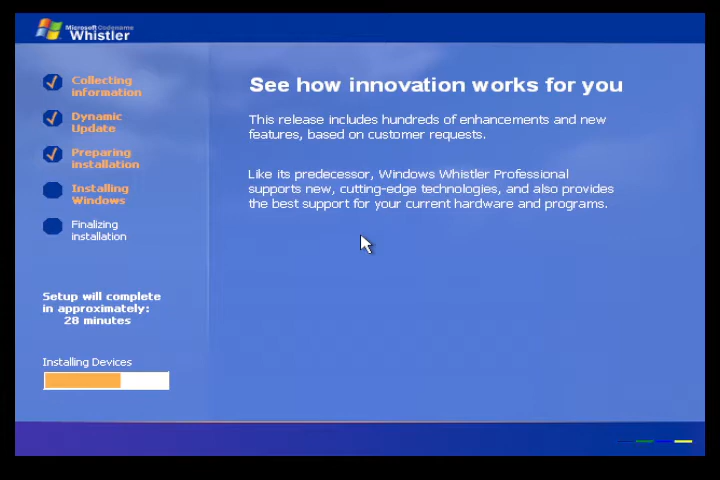 Microsoft Codename
Whistler
Collecting
information
Dynamic
Update
Preparing
installation
Installing
Windows
Finalizing
installation
Setup will complete
in approximately:
28 minutes
Installing Devices
See how innovation works for you
This release includes hundreds of enhancements and new
features, based on customer requests.
Like its predecessor, Windows Whistler Professional
supports new, cutting-edge technologies, and also provides
the best support for your current hardware and programs.